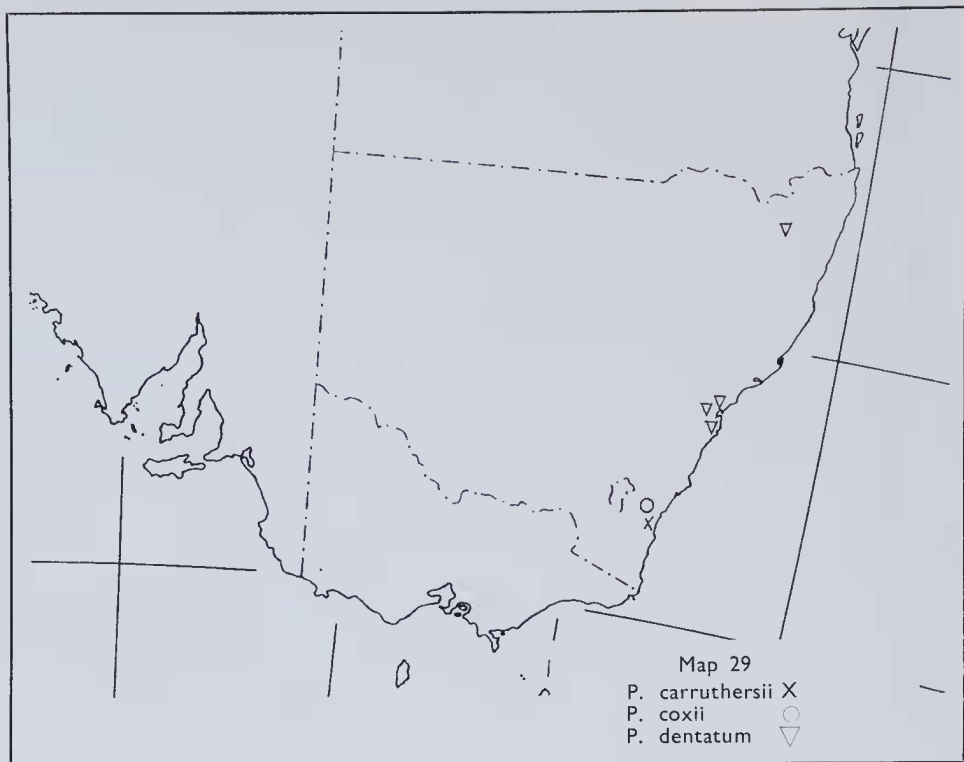 Map 29
P. carruthersii X
P. coxii ○
P. dentatum ▽